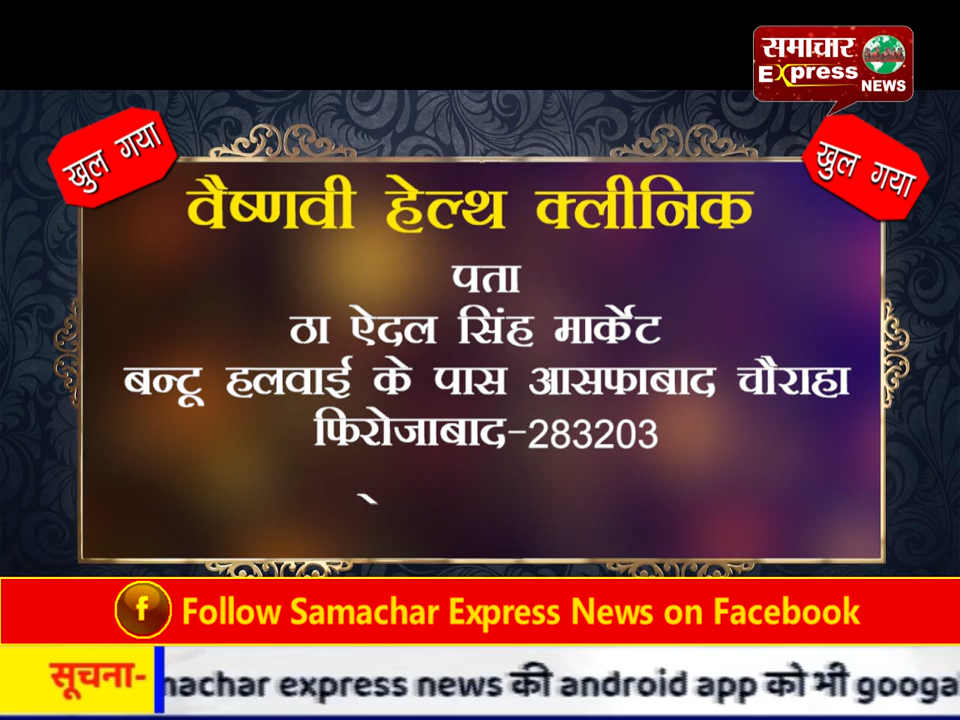 समाचार
Express
NEWS
खुल गया
खुल गया
वैष्णवी हेल्थ क्लीनिक
पता
ठा ऐदल सिंह मार्केट
बन्टू हलवाई के पास आसफाबाद चौराहा
फिरोजाबाद-283203
f Follow Samachar Express News on Facebook
सूचना- nachar express news की android app को भी googa